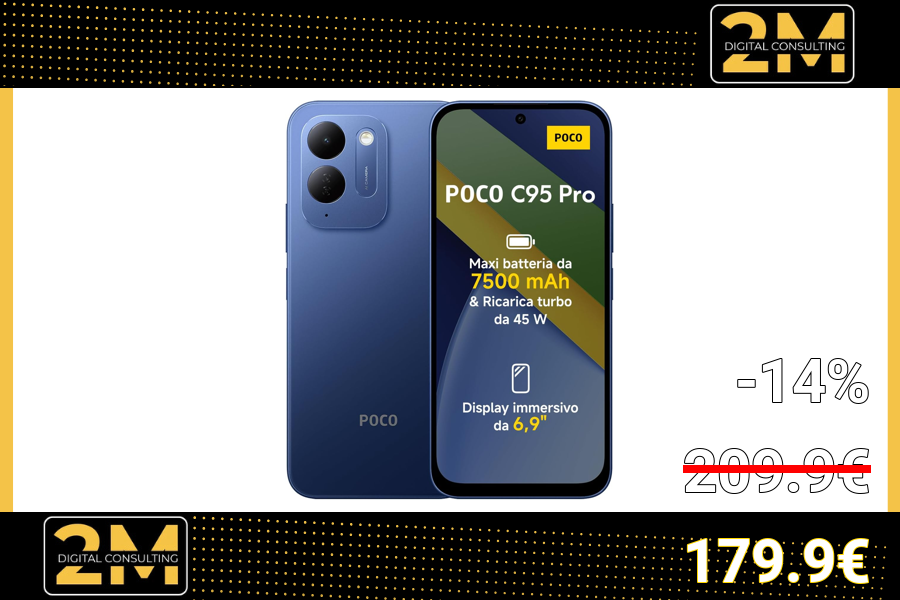 2M
DIGITAL CONSULTING
POCO
POCO C95 Pro
Maxi batteria da
7500 mAh
& Ricarica turbo
da 45 W
Display immersivo
da 6,9"
POCO
-14%
209.9€
2M
DIGITAL CONSULTING
179.9€